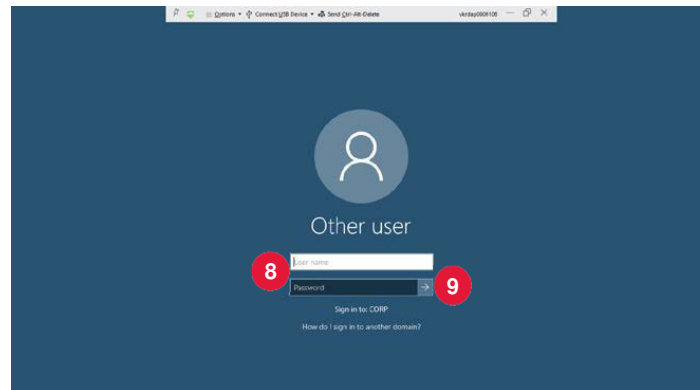 Options Connect USB Device Send Ctrl-Alt-Delete
Other user
8
User name
Password
9
Sign in to: CORP
How do I sign in to another domain?